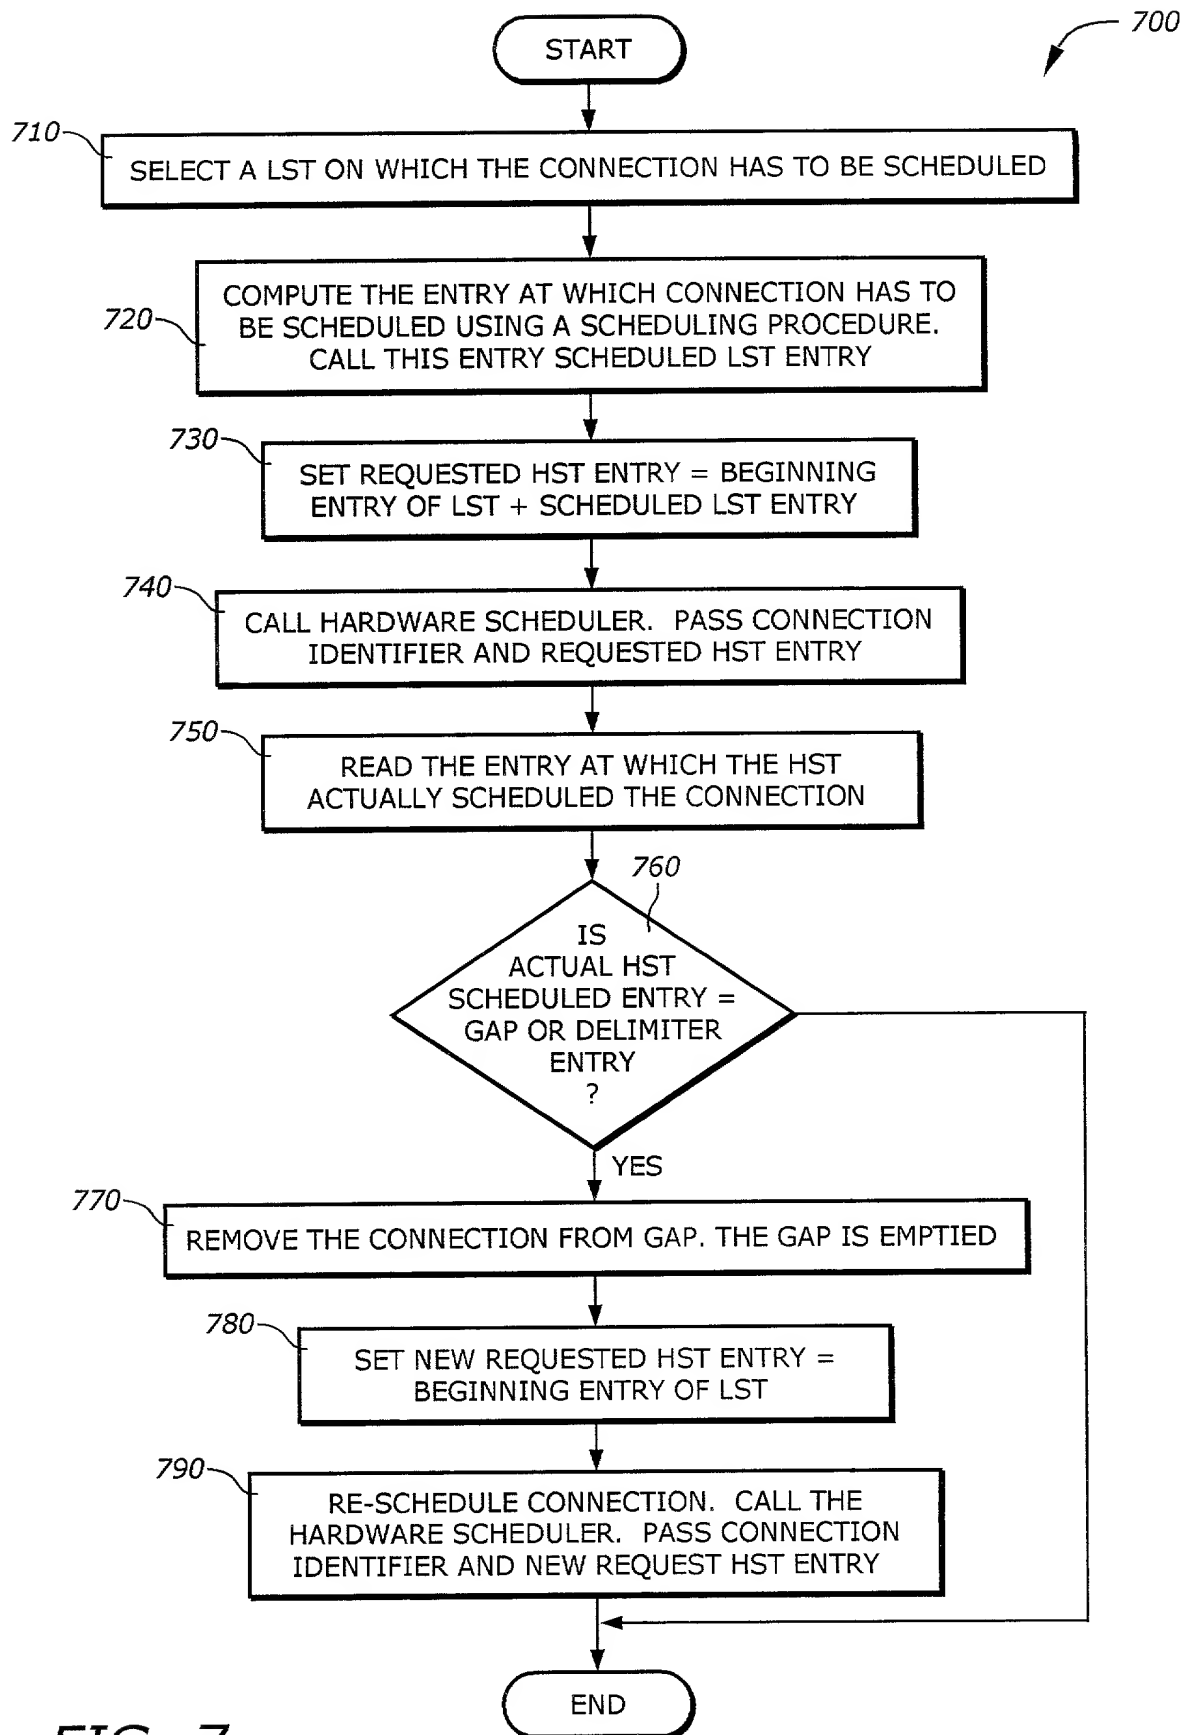 700
START
710
SELECT A LST ON WHICH THE CONNECTION HAS TO BE SCHEDULED
720
COMPUTE THE ENTRY AT WHICH CONNECTION HAS TO
BE SCHEDULED USING A SCHEDULING PROCEDURE.
CALL THIS ENTRY SCHEDULED LST ENTRY
730
SET REQUESTED HST ENTRY = BEGINNING
ENTRY OF LST + SCHEDULED LST ENTRY
740
CALL HARDWARE SCHEDULER. PASS CONNECTION
IDENTIFIER AND REQUESTED HST ENTRY
750
READ THE ENTRY AT WHICH THE HST
ACTUALLY SCHEDULED THE CONNECTION
760
IS
ACTUAL HST
SCHEDULED ENTRY =
GAP OR DELIMITER
ENTRY
?
YES
770
REMOVE THE CONNECTION FROM GAP. THE GAP IS EMPTIED
780
SET NEW REQUESTED HST ENTRY =
BEGINNING ENTRY OF LST
790
RE-SCHEDULE CONNECTION. CALL THE
HARDWARE SCHEDULER. PASS CONNECTION
IDENTIFIER AND NEW REQUEST HST ENTRY
END
FIG. 7